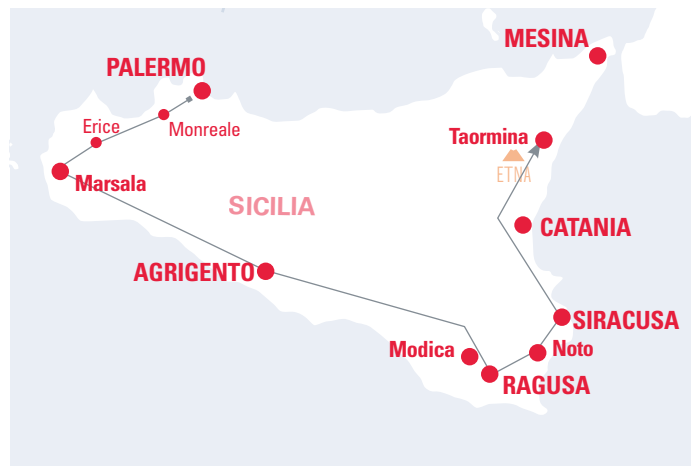 MESINA
PALERMO
Erice
Monreale
Taormina
ETNA
Marsala
SICILIA
CATANIA
AGRIGENTO
SIRACUSA
Modica
Noto
RAGUSA